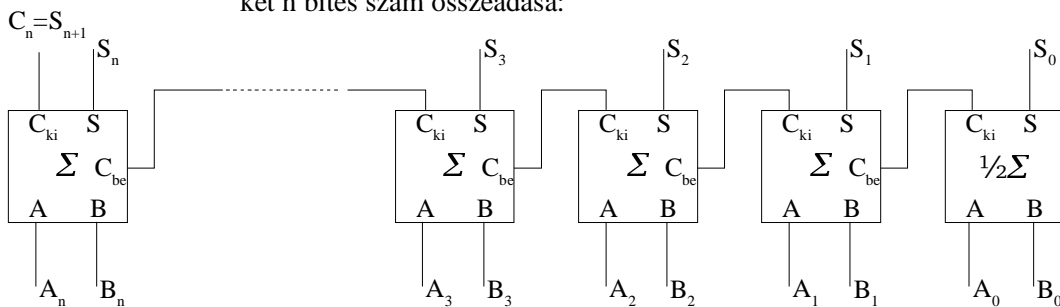 két n bites szám összeadása:
C_n=S_{n+1}
S_n S_3 S_2 S_1 S_0
C_ki S C_ki S C_ki S C_ki S C_ki S
Σ C_be Σ C_be Σ C_be Σ C_be ½Σ
A B A B A B A B A B
A_n B_n A_3 B_3 A_2 B_2 A_1 B_1 A_0 B_0